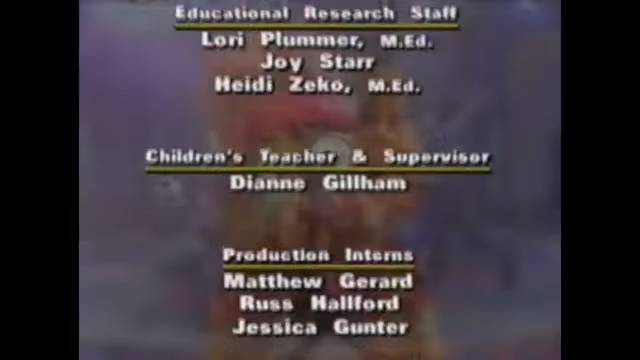 Educational Research Staff
Lori Plummer, M.Ed.
Joy Starr
Heidi Zeko, M.Ed.
Children's Teacher & Supervisor
Dianne Gillham
Production Interns
Matthew Gerard
Russ Hallford
Jessica Gunter